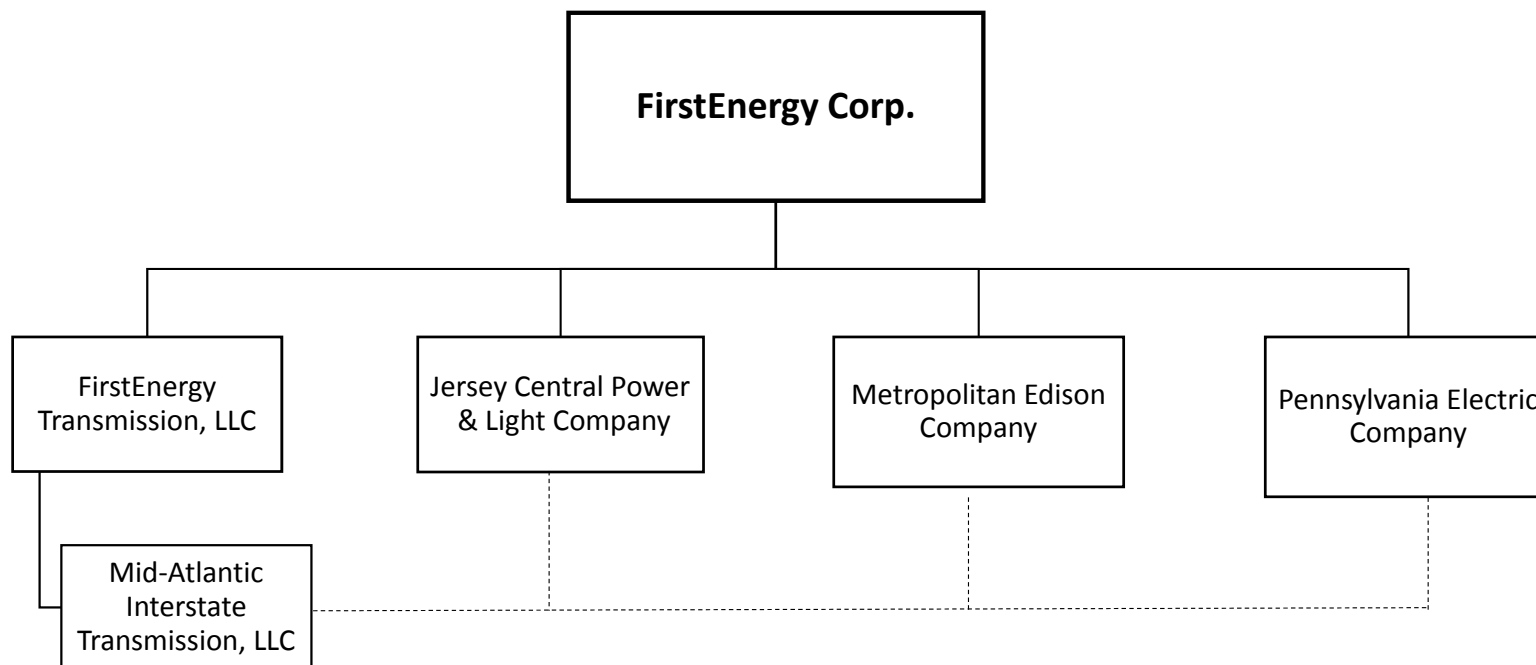 FirstEnergy Corp.
FirstEnergy
Transmission, LLC
Jersey Central Power
& Light Company
Metropolitan Edison
Company
Pennsylvania Electric
Company
Mid-Atlantic
Interstate
Transmission, LLC